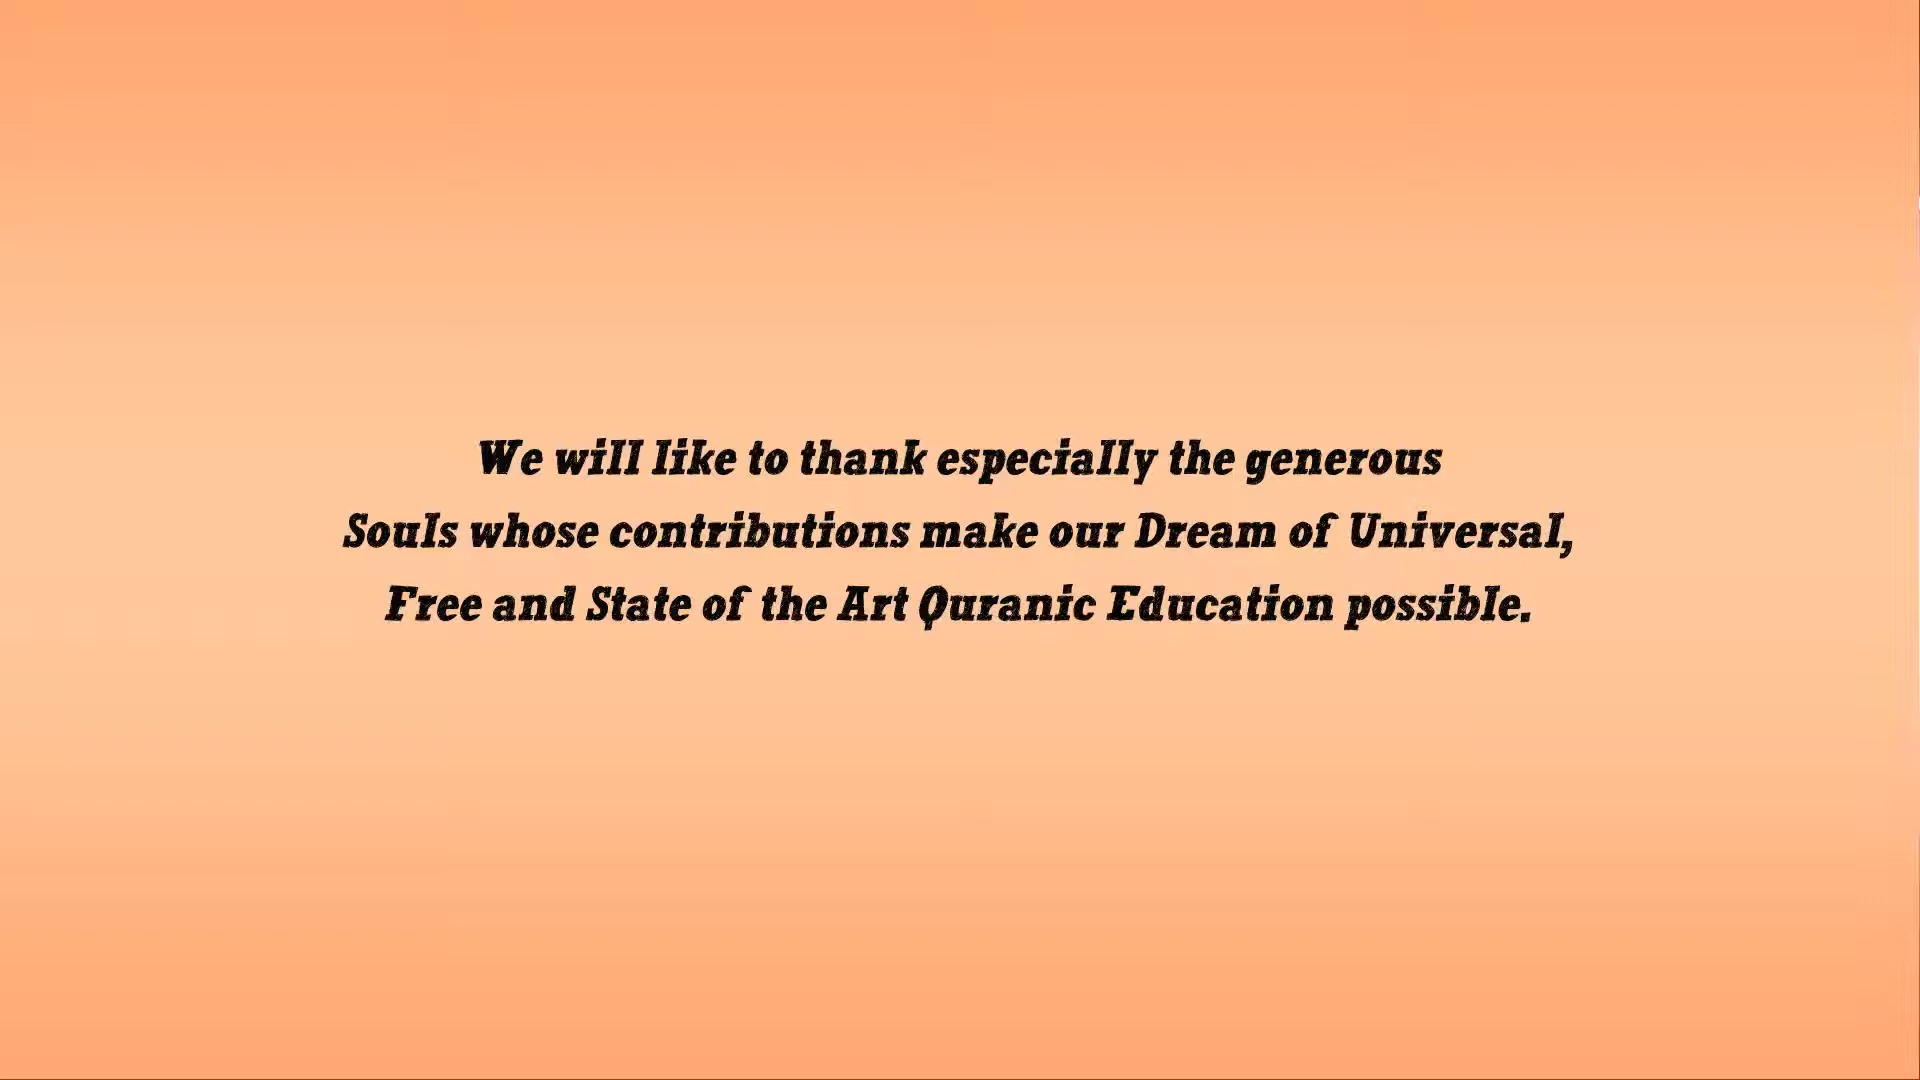 We will like to thank especially the generous
Souls whose contributions make our Dream of Universal,
Free and State of the Art Quranic Education possible.